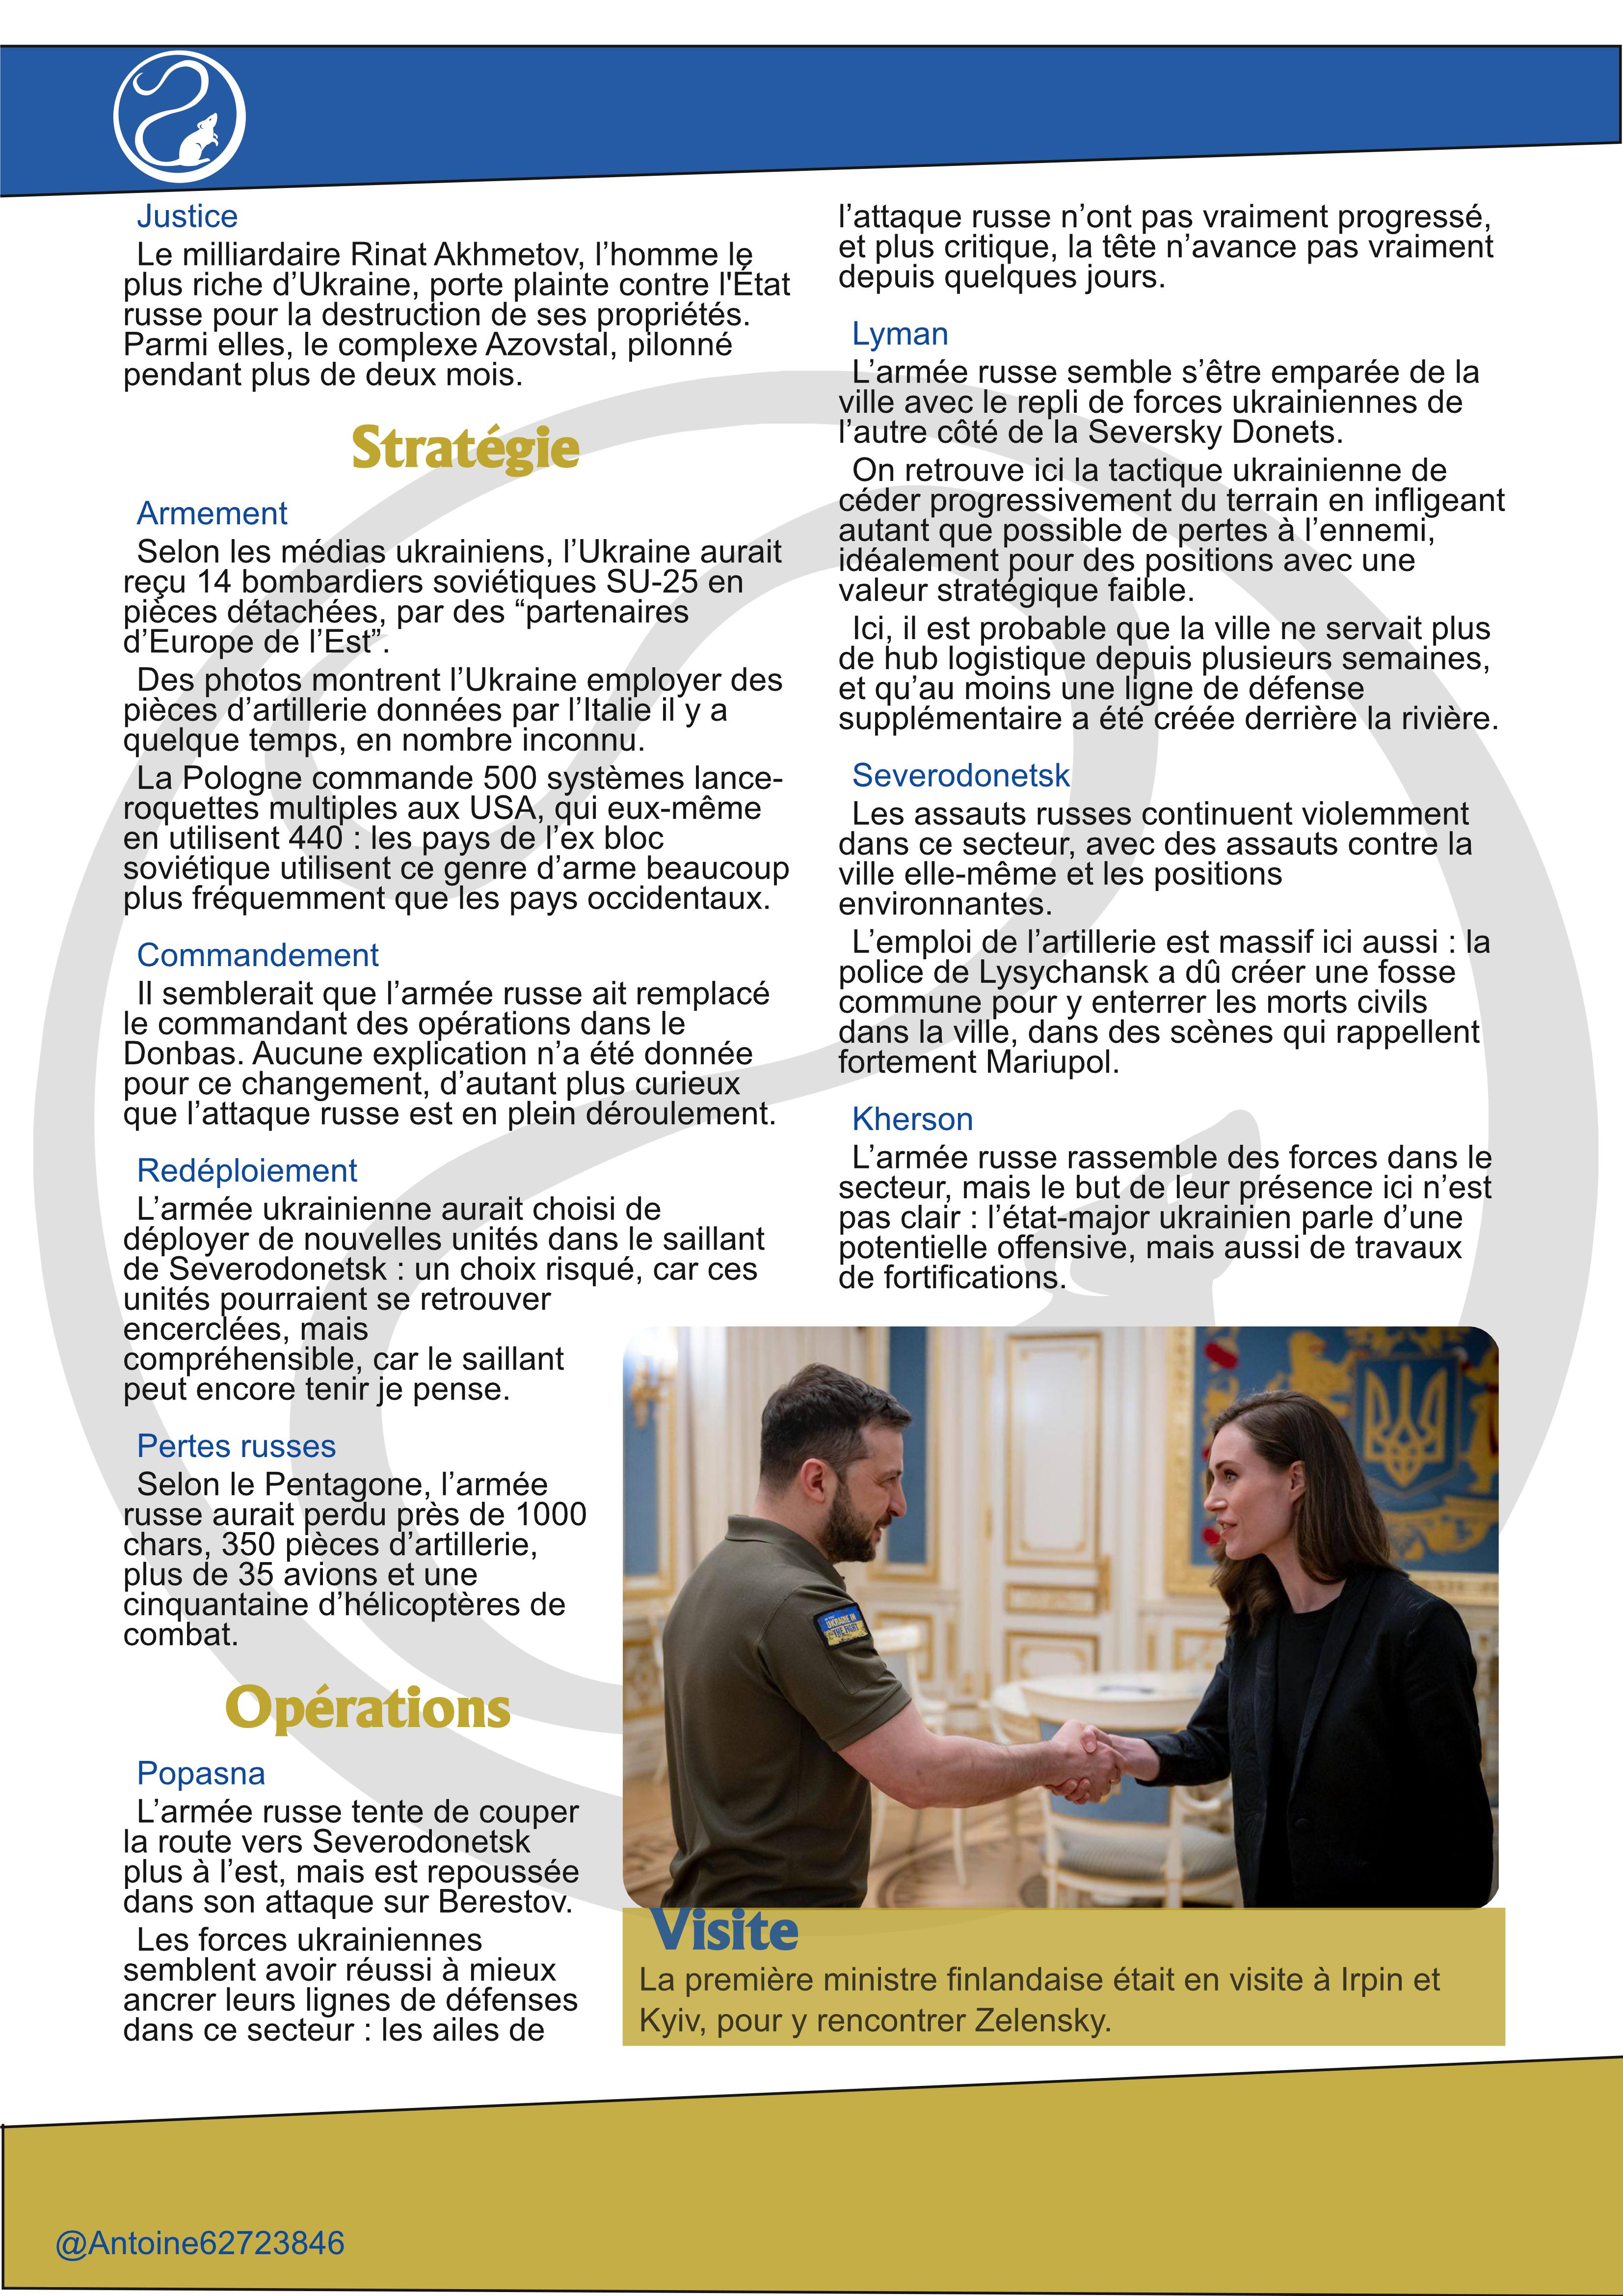 Justice
Le milliardaire Rinat Akhmetov, l’homme le
plus riche d’Ukraine, porte plainte contre l'État
russe pour la destruction de ses propriétés.
Parmi elles, le complexe Azovstal, pilonné
pendant plus de deux mois.
Stratégie
Armement
Selon les médias ukrainiens, l’Ukraine aurait
reçu 14 bombardiers soviétiques SU-25 en
pièces détachées, par des “partenaires
d’Europe de l’Est”.
Des photos montrent l’Ukraine employer des
pièces d’artillerie données par l’Italie il y a
quelque temps, en nombre inconnu.
La Pologne commande 500 systèmes lance-
roquettes multiples aux USA, qui eux-même
en utilisent 440 : les pays de l’ex bloc
soviétique utilisent ce genre d’arme beaucoup
plus fréquemment que les pays occidentaux.
Commandement
Il semblerait que l’armée russe ait remplacé
le commandant des opérations dans le
Donbas. Aucune explication n’a été donnée
pour ce changement, d’autant plus curieux
que l’attaque russe est en plein déroulement.
Redéploiement
L’armée ukrainienne aurait choisi de
déployer de nouvelles unités dans le saillant
de Severodonetsk : un choix risqué, car ces
unités pourraient se retrouver
encerclées, mais
compréhensible, car le saillant
peut encore tenir je pense.
Pertes russes
Selon le Pentagone, l’armée
russe aurait perdu près de 1000
chars, 350 pièces d’artillerie,
plus de 35 avions et une
cinquantaine d’hélicoptères de
combat.
Opérations
Popasna
L’armée russe tente de couper
la route vers Severodonetsk
plus à l’est, mais est repoussée
dans son attaque sur Berestov.
Les forces ukrainiennes
semblent avoir réussi à mieux
ancrer leurs lignes de défenses
dans ce secteur : les ailes de
l’attaque russe n’ont pas vraiment progressé,
et plus critique, la tête n’avance pas vraiment
depuis quelques jours.
Lyman
L’armée russe semble s’être emparée de la
ville avec le repli de forces ukrainiennes de
l’autre côté de la Seversky Donets.
On retrouve ici la tactique ukrainienne de
céder progressivement du terrain en infligeant
autant que possible de pertes à l’ennemi,
idéalement pour des positions avec une
valeur stratégique faible.
Ici, il est probable que la ville ne servait plus
de hub logistique depuis plusieurs semaines,
et qu’au moins une ligne de défense
supplémentaire a été créée derrière la rivière.
Severodonetsk
Les assauts russes continuent violemment
dans ce secteur, avec des assauts contre la
ville elle-même et les positions
environnantes.
L’emploi de l’artillerie est massif ici aussi : la
police de Lysychansk a dû créer une fosse
commune pour y enterrer les morts civils
dans la ville, dans des scènes qui rappellent
fortement Mariupol.
Kherson
L’armée russe rassemble des forces dans le
secteur, mais le but de leur présence ici n’est
pas clair : l’état-major ukrainien parle d’une
potentielle offensive, mais aussi de travaux
de fortifications.
UKRAINE IN
THE FIGHT
Visite
La première ministre finlandaise était en visite à Irpin et
Kyiv, pour y rencontrer Zelensky.
@Antoine62723846